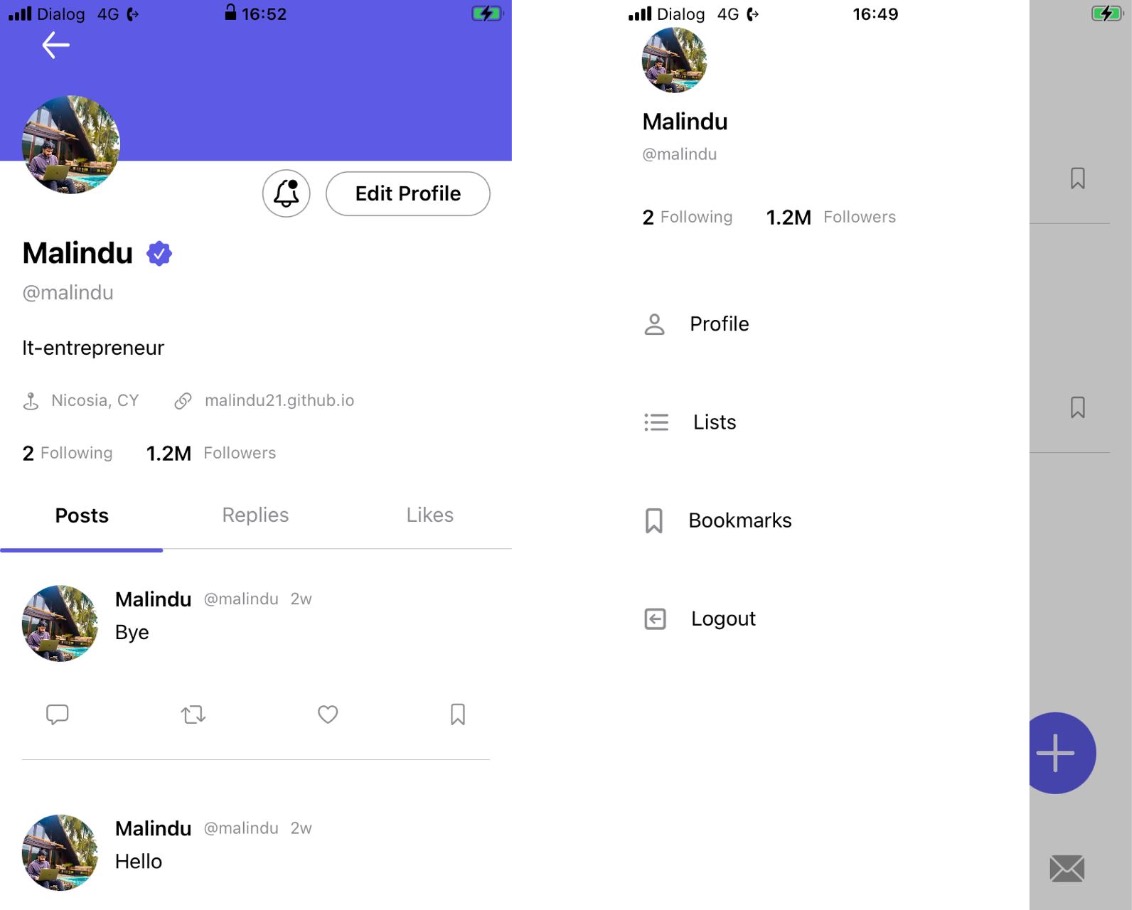 Dialog 4G 16:52
Edit Profile
Malindu
@malindu
It-entrepreneur
Nicosia, CY malindu21.github.io
2 Following 1.2M Followers
Posts Replies Likes
Malindu @malindu 2w
Bye
Malindu @malindu 2w
Hello
Dialog 4G 16:49
Malindu
@malindu
2 Following 1.2M Followers
Profile
Lists
Bookmarks
Logout